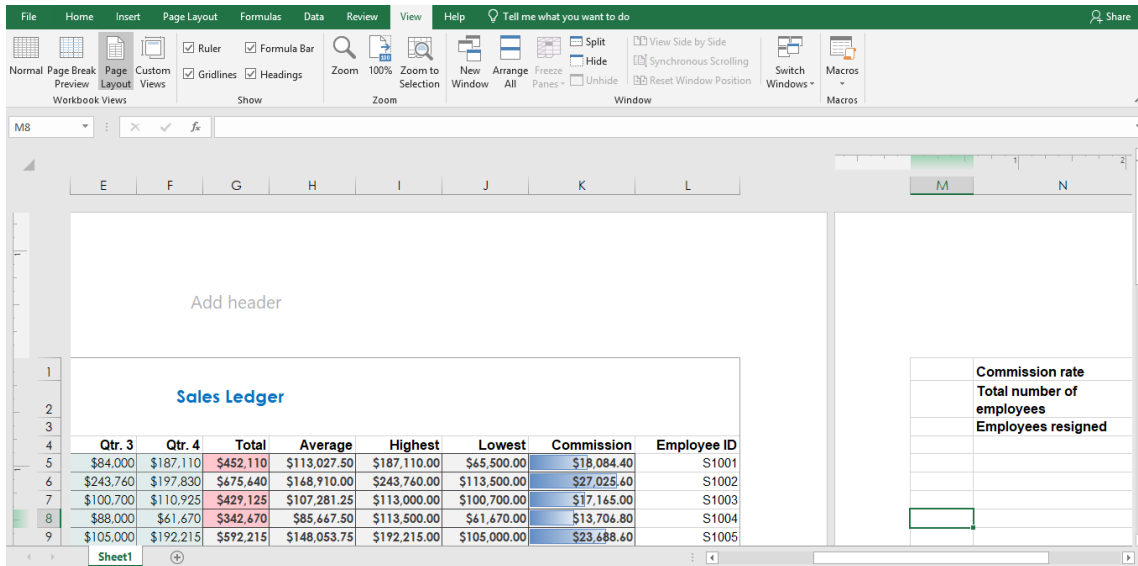 File Home Insert Page Layout Formulas Data Review View Help Tell me what you want to do Share
Normal Page Break Preview Page Layout Custom Views
Workbook Views
Ruler Formula Bar
Gridlines Headings
Show
Zoom 100% Zoom to Selection
Zoom
New Window Arrange All Freeze Panes
Split
Hide
Unhide
View Side by Side
Synchronous Scrolling
Reset Window Position
Window
Switch Windows
Macros
Macros
M8 fx
1 2
E F G H I J K L M N
1
Add header
1 Commission rate
2 Sales Ledger Total number of employees
3 Employees resigned
4 Qtr. 3 Qtr. 4 Total Average Highest Lowest Commission Employee ID
5 $84,000 $187,110 $452,110 $113,027.50 $187,110.00 $65,500.00 $18,084.40 S1001
6 $243,760 $197,830 $675,640 $168,910.00 $243,760.00 $113,500.00 $27,025.60 S1002
7 $100,700 $110,925 $429,125 $107,281.25 $113,000.00 $100,700.00 $17,165.00 S1003
8 $88,000 $61,670 $342,670 $85,667.50 $113,500.00 $61,670.00 $13,706.80 S1004
9 $105,000 $192,215 $592,215 $148,053.75 $192,215.00 $105,000.00 $23,688.60 S1005
Sheet1